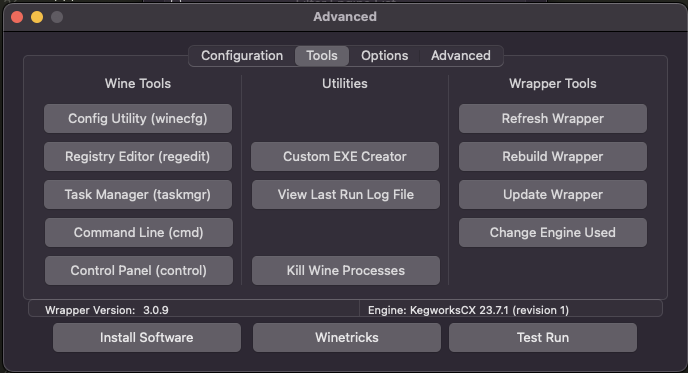 Advanced
Configuration Tools Options Advanced
Wine Tools Utilities Wrapper Tools
Config Utility (winecfg) Refresh Wrapper
Registry Editor (regedit) Custom EXE Creator Rebuild Wrapper
Task Manager (taskmgr) View Last Run Log File Update Wrapper
Command Line (cmd) Change Engine Used
Control Panel (control) Kill Wine Processes
Wrapper Version: 3.0.9 Engine: KegworksCX 23.7.1 (revision 1)
Install Software Winetricks Test Run